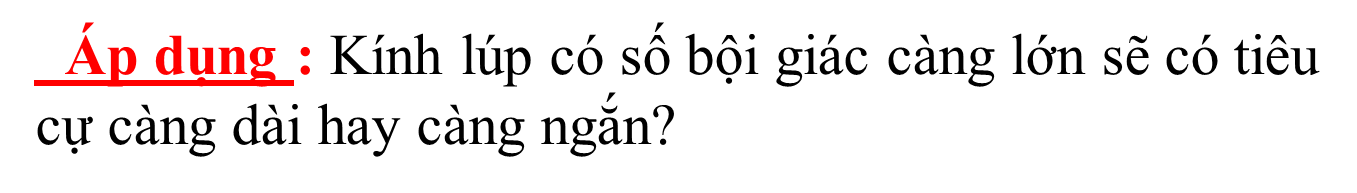 Áp dụng : Kính lúp có số bội giác càng lớn sẽ có tiêu
cự càng dài hay càng ngắn?